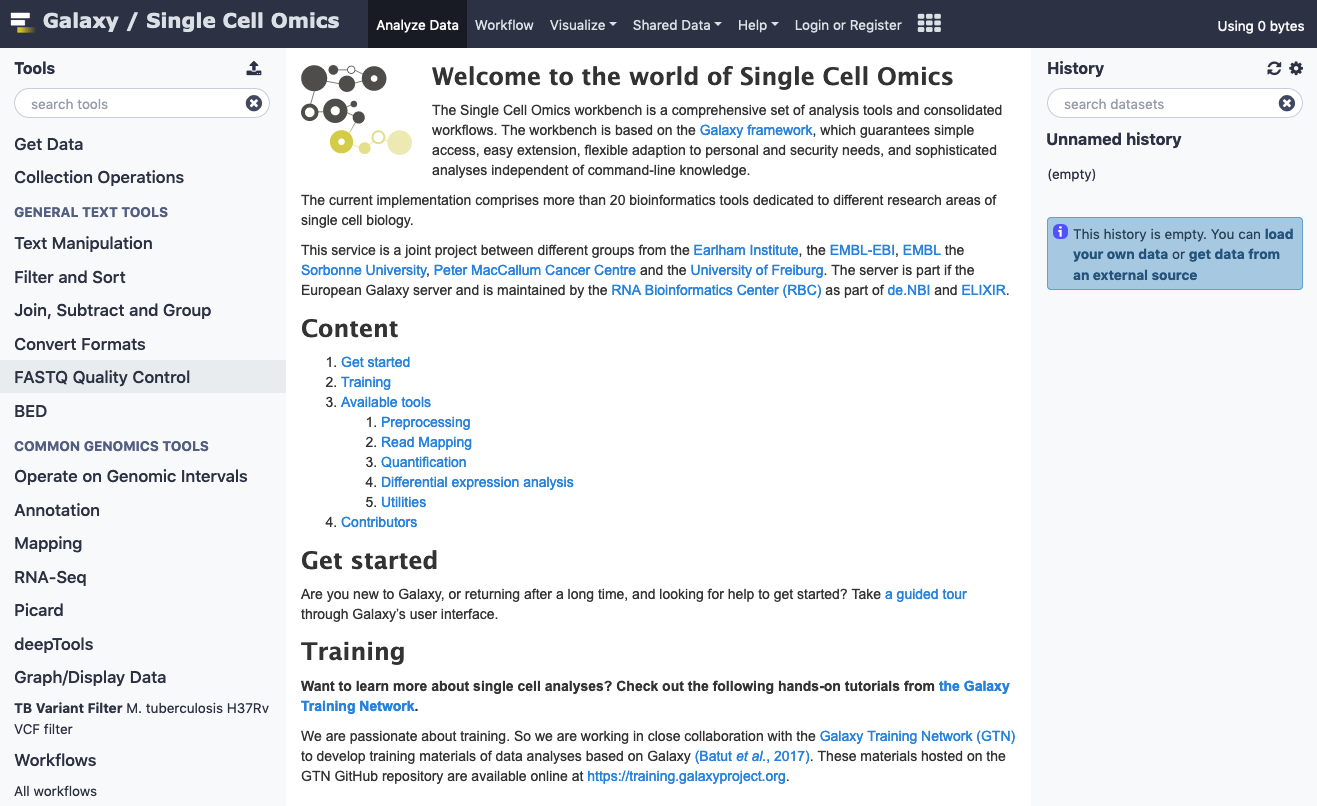 Galaxy / Single Cell Omics
Analyze Data
Workflow
Visualize
Shared Data
Help
Login or Register
Using 0 bytes
Tools
search tools
Get Data
Collection Operations
GENERAL TEXT TOOLS
Text Manipulation
Filter and Sort
Join, Subtract and Group
Convert Formats
FASTQ Quality Control
BED
COMMON GENOMICS TOOLS
Operate on Genomic Intervals
Annotation
Mapping
RNA-Seq
Picard
deepTools
Graph/Display Data
TB Variant Filter M. tuberculosis H37Rv
VCF filter
Workflows
All workflows
Welcome to the world of Single Cell Omics
The Single Cell Omics workbench is a comprehensive set of analysis tools and consolidated
workflows. The workbench is based on the Galaxy framework, which guarantees simple
access, easy extension, flexible adaption to personal and security needs, and sophisticated
analyses independent of command-line knowledge.
The current implementation comprises more than 20 bioinformatics tools dedicated to different research areas of
single cell biology.
This service is a joint project between different groups from the Earlham Institute, the EMBL-EBI, EMBL the
Sorbonne University, Peter MacCallum Cancer Centre and the University of Freiburg. The server is part if the
European Galaxy server and is maintained by the RNA Bioinformatics Center (RBC) as part of de.NBI and ELIXIR.
Content
1. Get started
2. Training
3. Available tools
1. Preprocessing
2. Read Mapping
3. Quantification
4. Differential expression analysis
5. Utilities
4. Contributors
Get started
Are you new to Galaxy, or returning after a long time, and looking for help to get started? Take a guided tour
through Galaxy’s user interface.
Training
Want to learn more about single cell analyses? Check out the following hands-on tutorials from the Galaxy
Training Network.
We are passionate about training. So we are working in close collaboration with the Galaxy Training Network (GTN)
to develop training materials of data analyses based on Galaxy (Batut et al., 2017). These materials hosted on the
GTN GitHub repository are available online at https://training.galaxyproject.org.
History
search datasets
Unnamed history
(empty)
This history is empty. You can load
your own data or get data from
an external source